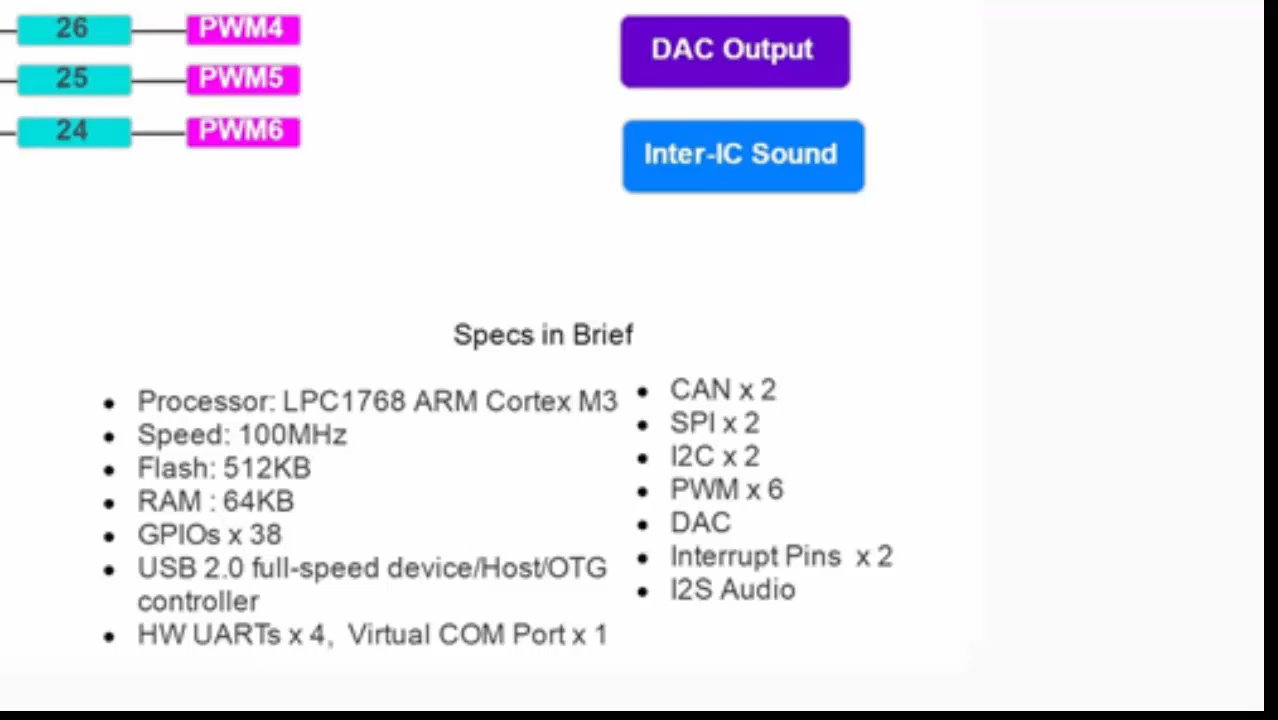 26 PWM4
25 PWM5
24 PWM6
DAC Output
Inter-IC Sound
Specs in Brief
• Processor: LPC1768 ARM Cortex M3
• Speed: 100MHz
• Flash: 512KB
• RAM : 64KB
• GPIOs x 38
• USB 2.0 full-speed device/Host/OTG
controller
• HW UARTs x 4, Virtual COM Port x 1
• CAN x 2
• SPI x 2
• I2C x 2
• PWM x 6
• DAC
• Interrupt Pins x 2
• I2S Audio